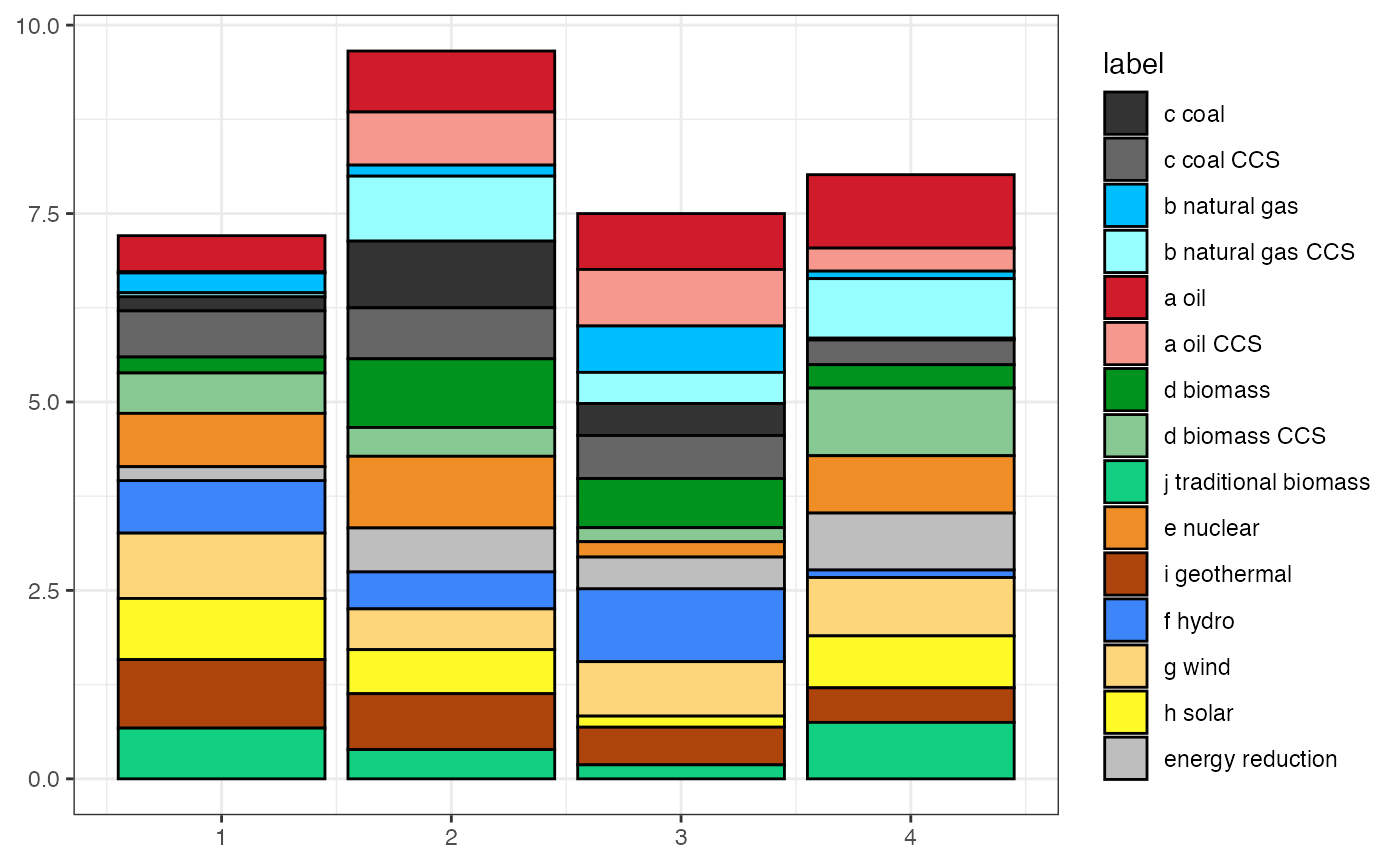 10.0
7.5
5.0
2.5
0.0
1 2 3 4
label
c coal
c coal CCS
b natural gas
b natural gas CCS
a oil
a oil CCS
d biomass
d biomass CCS
j traditional biomass
e nuclear
i geothermal
f hydro
g wind
h solar
energy reduction